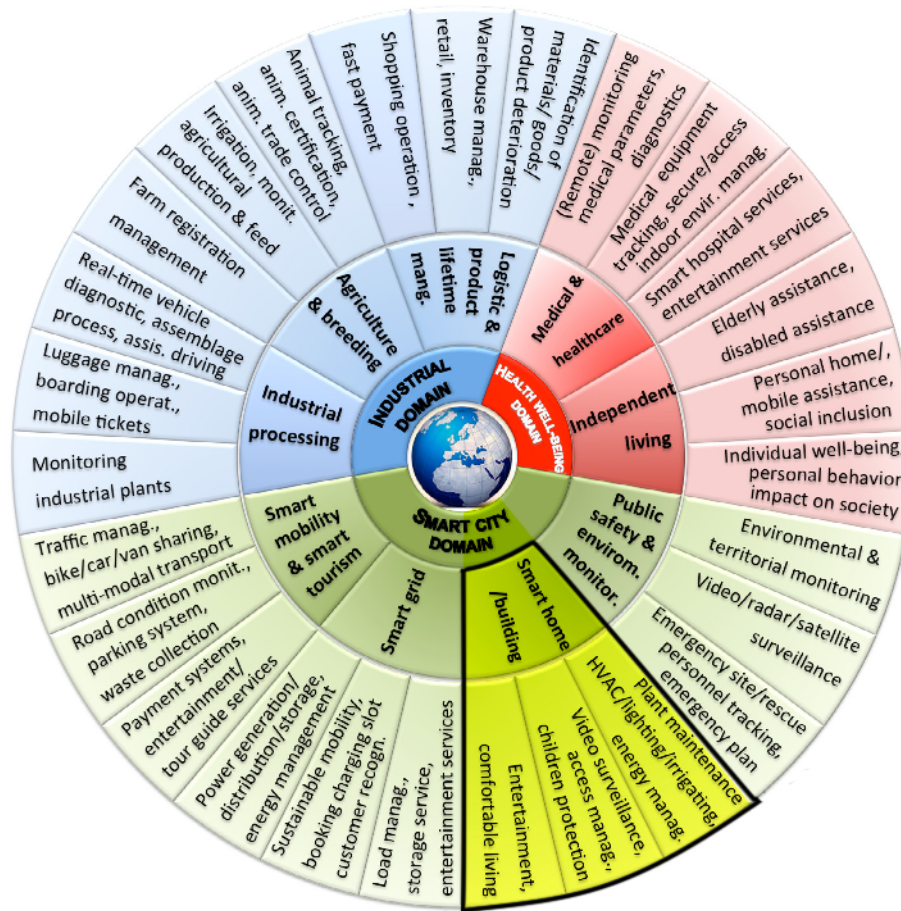 INDUSTRIAL
DOMAIN
HEALTH WELL-BEING
DOMAIN
SMART CITY
DOMAIN
Logistic &
product
lifetime
mang.
Agriculture
& breeding
Industrial
processing
Medical &
healthcare
Independent
living
Public
safety &
environm.
monitor.
Smart home
/building
Smart grid
Smart
mobility
& smart
tourism
Identification of
materials/ goods/
product deterioration
Warehouse manag.,
retail, inventory
Shopping operation ,
fast payment
Animal tracking,
anim. certification,
anim. trade control
Irrigation, monit.
agricultural
production & feed
Farm registration
management
Real-time vehicle
diagnostic, assemblage
process, assis. driving
Luggage manag.,
boarding operat.,
mobile tickets
Monitoring
industrial plants
(Remote) monitoring
medical parameters,
diagnostics
Medical equipment
tracking, secure/access
indoor envir. manag.
Smart hospital services,
entertainment services
Elderly assistance,
disabled assistance
Personal home/,
mobile assistance,
social inclusion
Individual well-being,
personal behavior
impact on society
Environmental &
territorial monitoring
Video/radar/satellite
surveillance
Emergency site/rescue
personnel tracking,
emergency plan
Plant maintenance
HVAC/lighting/irrigating,
energy manag.
Video surveillance,
access manag.,
children protection
Entertainment,
comfortable living
Load manag.,
storage service,
entertainment services
Sustainable mobility,
booking charging slot
customer recogn.
Power generation/
distribution/storage,
energy management
Payment systems,
entertainment/
tour guide services
Road condition monit.,
parking system,
waste collection
Traffic manag.,
bike/car/van sharing,
multi-modal transport